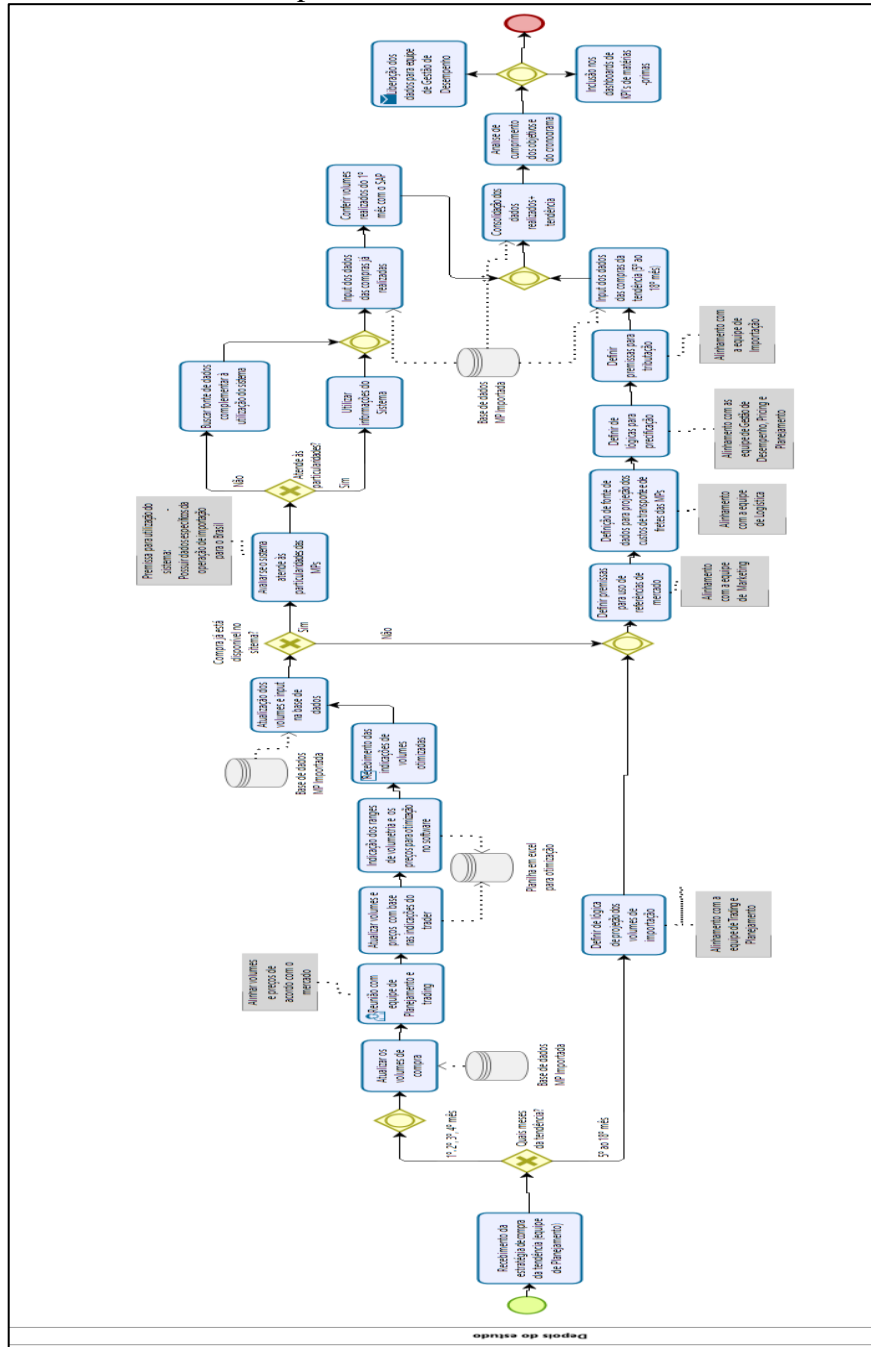 Depois do estudo
Recebimento da
estratégia de compra
da tendência (equipe
de Planejamento)
Quais meses
da tendência?
1º, 2º, 3º, 4º mês
5º ao 18º mês
Atualizar os
volumes de
compra
Base de dados
MP Importada
Reunião com
equipe de
Planejamento e
trading
Alinhar volumes
e preços de
acordo com o
mercado
Atualizar volumes e
preços com base
nas indicações do
trader
Indicação dos ranges
de volumetria e os
preços para otimização
no software
Planilha em excel
para otimização
Recebimento das
indicações de
volumes
otimizadas
Atualização dos
volumes e input
na base de
dados
Base de dados
MP Importada
Definir de lógica
de projeção dos
volumes de
importação
Alinhamento com a
equipe de Trading e
Planejamento
Compra já está
disponível no
sitema?
Sim
Não
Avaliar se o sistema
atende às
particularidades das
MPs
Premissa para utilização do
sistema: -
Possuir dados específicos da
operação de importação
para o Brasil
Atende às
particularidades?
Não
Sim
Buscar fonte de dados
complementar à
utilização do sistema
Utilizar
informações do
Sistema
Input dos dados
das compras já
realizadas
Conferir volumes
realizados do 1º
mês com o SAP
Base de dados
MP Importada
Definir premissas
para uso de
referências de
mercado
Alinhamento
com a equipe
de Marketing
Definição de fonte de
dados para projeção dos
custos de transporte e de
fretes das MPs
Alinhamento
com a equipe
de Logística
Definir de
lógicas para
precificação
Alinhamento com as
equipe de Gestão de
Desempenho, Pricing e
Planejamento
Definir
premissas para
tributação
Alinhamento com
a equipe de
Importação
Input dos dados
das compras da
tendência (5º ao
18º mês)
Consolidação dos
dados
realizados+
tendência
Análise de
cumprimento
dos objetivos e
do cronograma
Liberação dos
dados para equipe
de Gestão de
Desempenho
Inclusão nos
dashboards de
KPI's de matérias
-primas